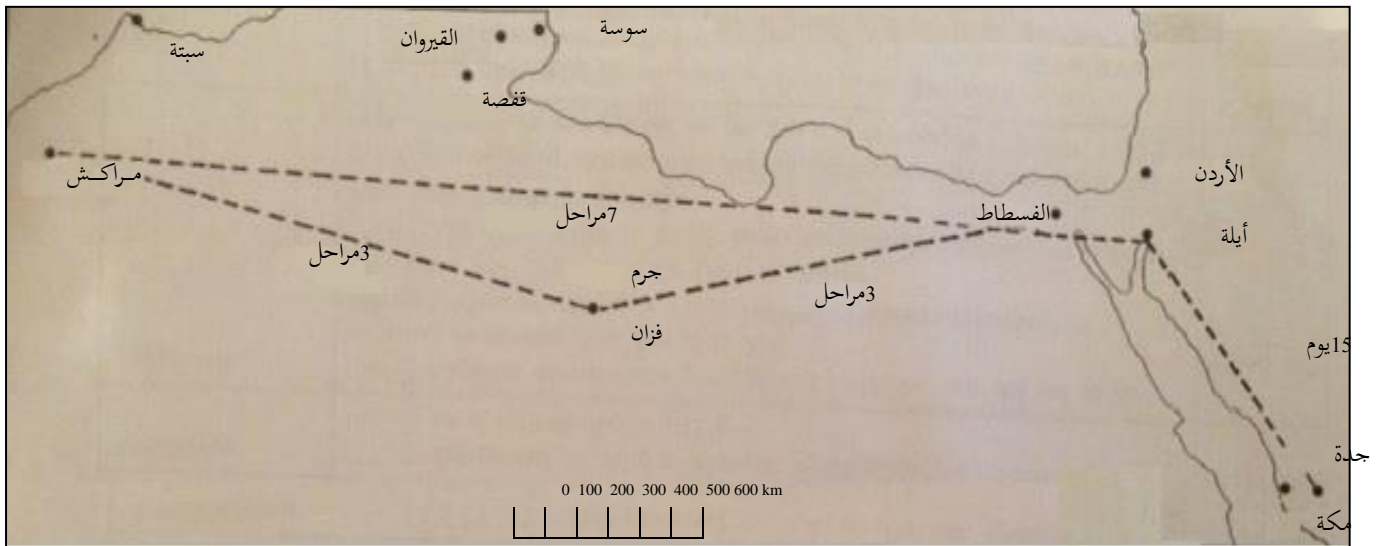 سوسة
القيروان
سبتة
قفصة
الأردن
مـراكـش
الفسطاط
7مراحل
أيلة
3مراحل
جرم
3مراحل
فزان
15يوم
جدة
0 100 200 300 400 500 600 km
مكة